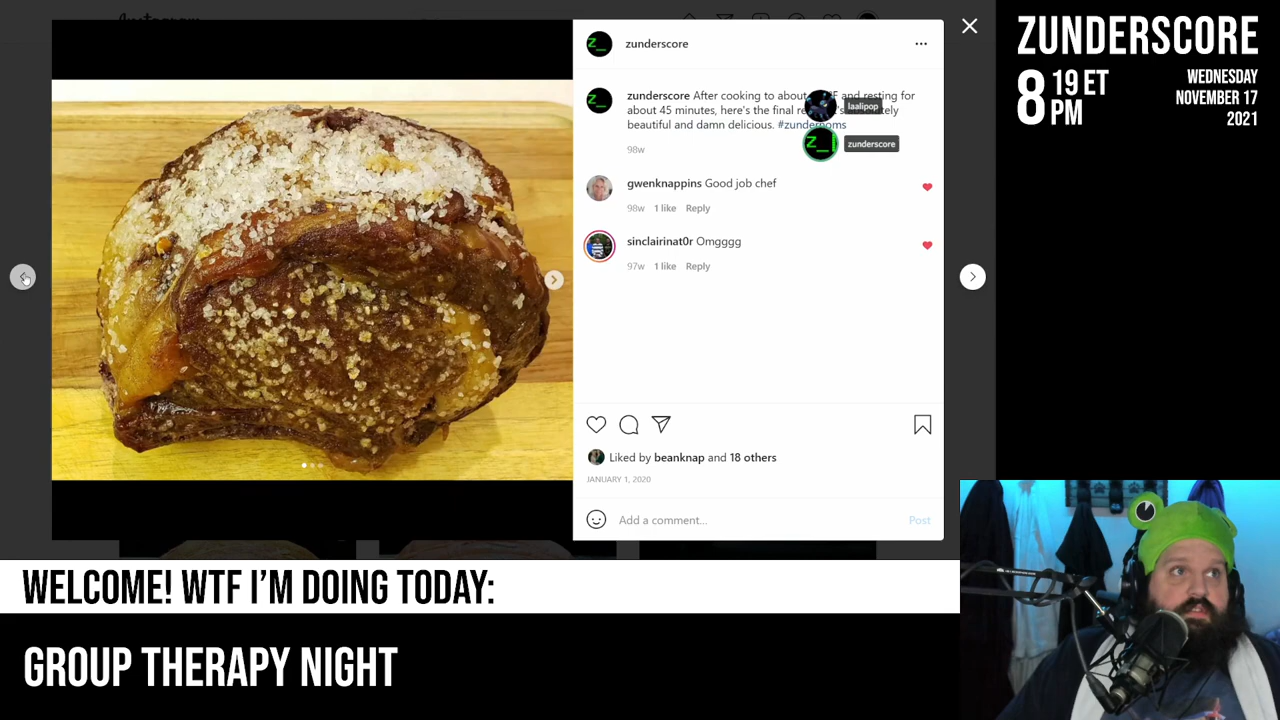 Instagram
ZUNDERSCORE
8 19 ET
PM
WEDNESDAY
NOVEMBER 17
2021
zunderscore
zunderscore After cooking to about and resting for
about 45 minutes, here's the final
beautiful and damn delicious.
98w
laalipop
zunderscore
gwenknappins Good job chef
98w 1 like Reply
sinclairinat0r Omgggg
97w 1 like Reply
Liked by beanknap and 18 others
JANUARY 1, 2020
Add a comment... Post
WELCOME! WTF I'M DOING TODAY:
GROUP THERAPY NIGHT